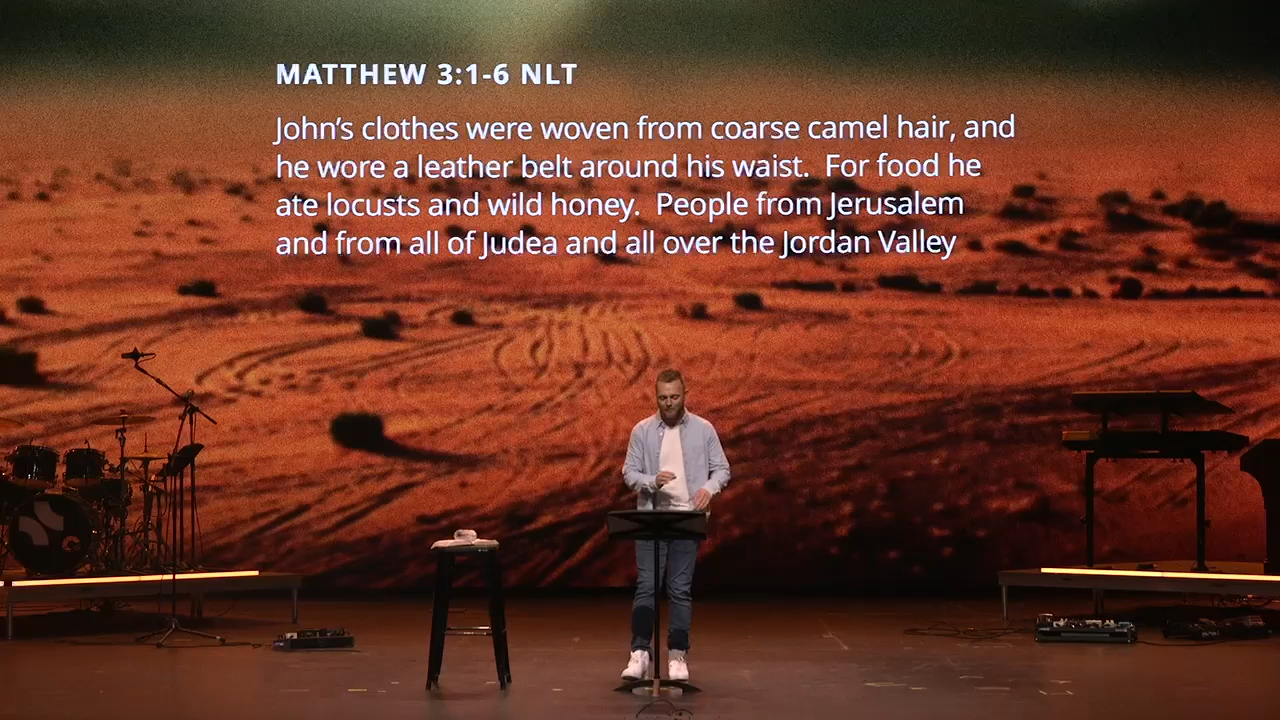 MATTHEW 3:1-6 NLT
John's clothes were woven from coarse camel hair, and
he wore a leather belt around his waist.  For food he
ate locusts and wild honey.  People from Jerusalem
and from all of Judea and all over the Jordan Valley